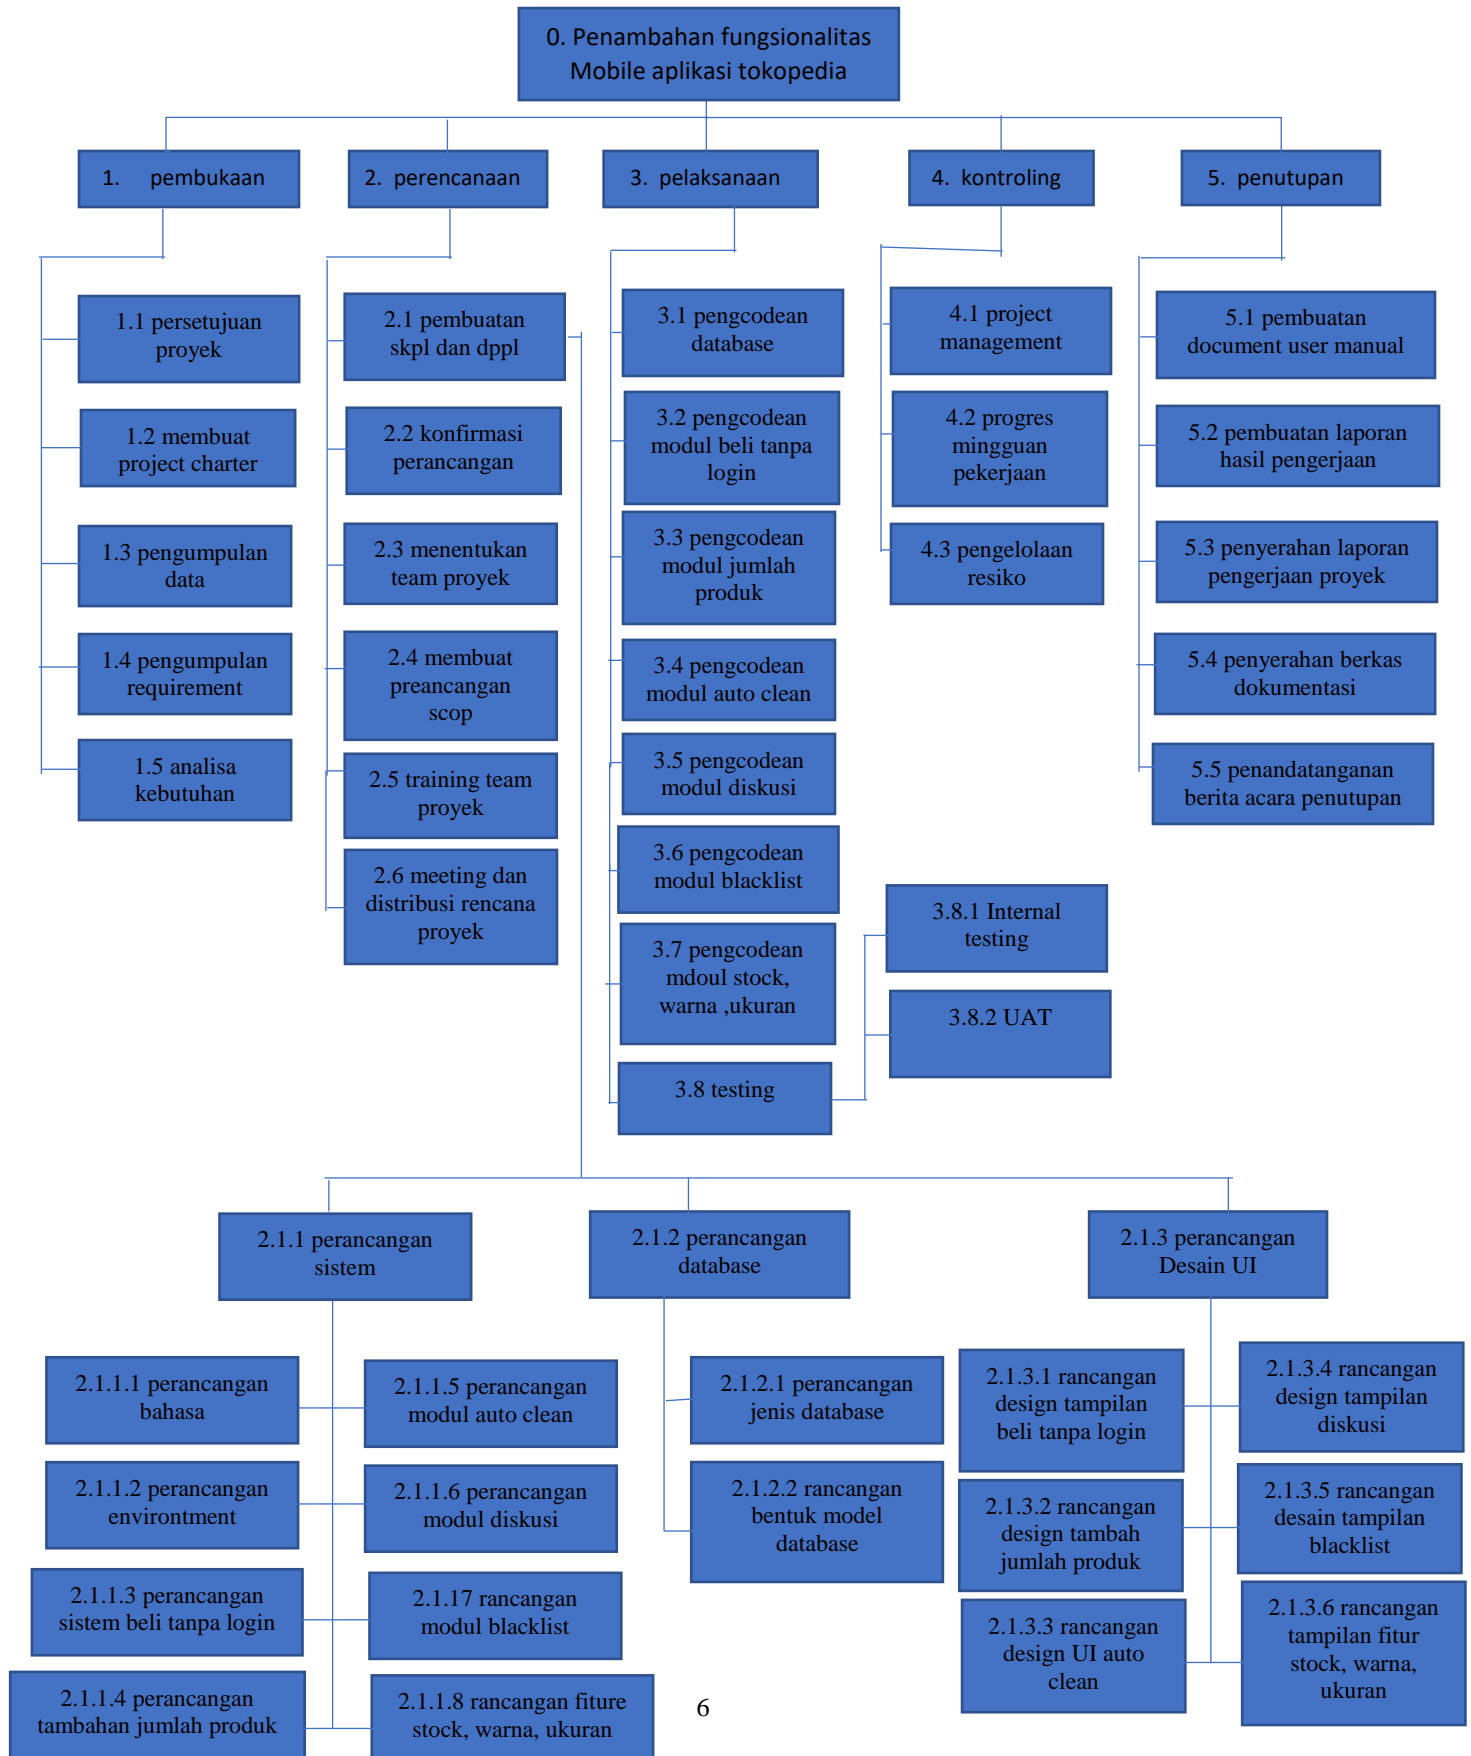 0. Penambahan fungsionalitas
Mobile aplikasi tokopedia
1. pembukaan
2. perencanaan
3. pelaksanaan
4. kontroling
5. penutupan
1.1 persetujuan
proyek
1.2 membuat
project charter
1.3 pengumpulan
data
1.4 pengumpulan
requirement
1.5 analisa
kebutuhan
2.1 pembuatan
skpl dan dppl
2.2 konfirmasi
perancangan
2.3 menentukan
team proyek
2.4 membuat
preancangan
scop
2.5 training team
proyek
2.6 meeting dan
distribusi rencana
proyek
3.1 pengcodean
database
3.2 pengcodean
modul beli tanpa
login
3.3 pengcodean
modul jumlah
produk
3.4 pengcodean
modul auto clean
3.5 pengcodean
modul diskusi
3.6 pengcodean
modul blacklist
3.7 pengcodean
mdoul stock,
warna ,ukuran
3.8 testing
3.8.1 Internal
testing
3.8.2 UAT
4.1 project
management
4.2 progres
mingguan
pekerjaan
4.3 pengelolaan
resiko
5.1 pembuatan
document user manual
5.2 pembuatan laporan
hasil pengerjaan
5.3 penyerahan laporan
pengerjaan proyek
5.4 penyerahan berkas
dokumentasi
5.5 penandatanganan
berita acara penutupan
2.1.1 perancangan
sistem
2.1.2 perancangan
database
2.1.3 perancangan
Desain UI
2.1.1.1 perancangan
bahasa
2.1.1.2 perancangan
environtment
2.1.1.3 perancangan
sistem beli tanpa login
2.1.1.4 perancangan
tambahan jumlah produk
2.1.1.5 perancangan
modul auto clean
2.1.1.6 perancangan
modul diskusi
2.1.17 rancangan
modul blacklist
2.1.1.8 rancangan fiture
stock, warna, ukuran
2.1.2.1 perancangan
jenis database
2.1.2.2 rancangan
bentuk model
database
2.1.3.1 rancangan
design tampilan
beli tanpa login
2.1.3.2 rancangan
design tambah
jumlah produk
2.1.3.3 rancangan
design UI auto
clean
2.1.3.4 rancangan
design tampilan
diskusi
2.1.3.5 rancangan
desain tampilan
blacklist
2.1.3.6 rancangan
tampilan fitur
stock, warna,
ukuran
6